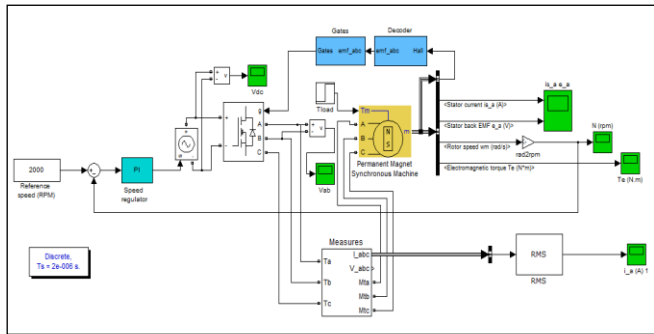 Gates
Decoder
Gates emf_abc
emf_abc Hall
v
Vdc
is_a e_a
Tload
Tm
g
A
B
C
+
-
v
Vab
A
B
C
N
S
m
Permanent Magnet
Synchronous Machine
<Stator current is_a (A)>
<Stator back EMF e_a (V)>
<Rotor speed wm (rad/s)>
<Electromagnetic torque Te (N*m)>
rad2rpm
N (rpm)
Te (N.m)
2000
Reference
speed (RPM)
PI
Speed
regulator
Discrete,
Ts = 2e-006 s.
Measures
Ta
Tb
Tc
I_abc
V_abc
Mta
Mtb
Mtc
RMS
RMS
i_a (A) 1